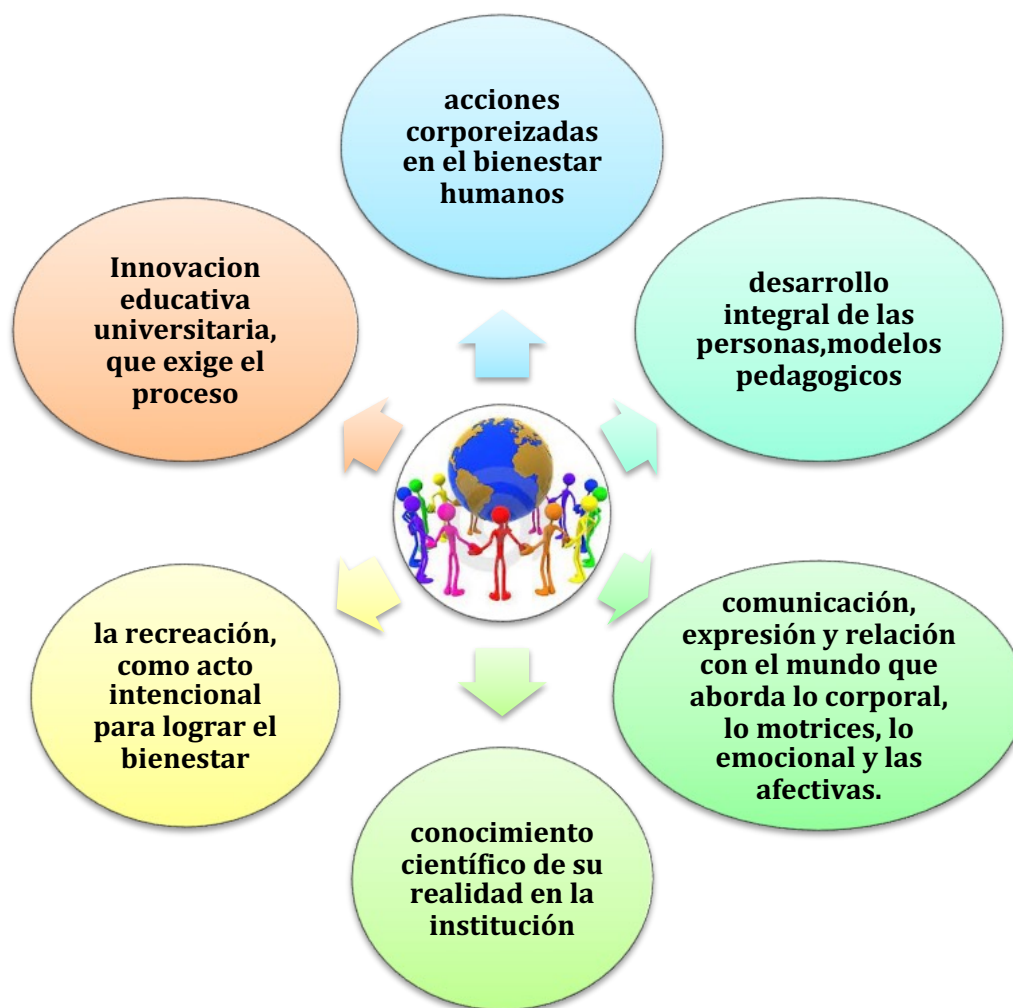 acciones
corporeizadas
en el bienestar
humanos
desarrollo
integral de las
personas,modelos
pedagogicos
comunicación,
expresión y relación
con el mundo que
aborda lo corporal,
lo motrices, lo
emocional y las
afectivas.
conocimiento
científico de su
realidad en la
institución
la recreación,
como acto
intencional
para lograr el
bienestar
Innovacion
educativa
universitaria,
que exige el
proceso